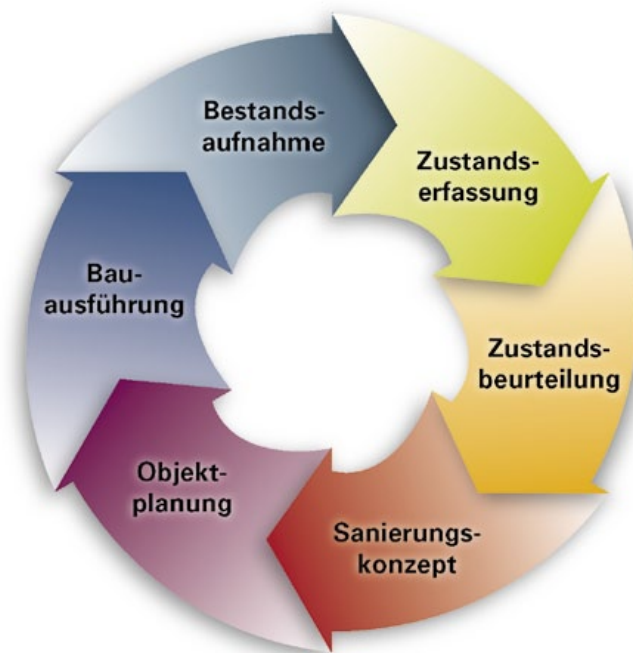 Bestands-
aufnahme
Zustands-
erfassung
Zustands-
beurteilung
Sanierungs-
konzept
Objekt-
planung
Bau-
ausführung